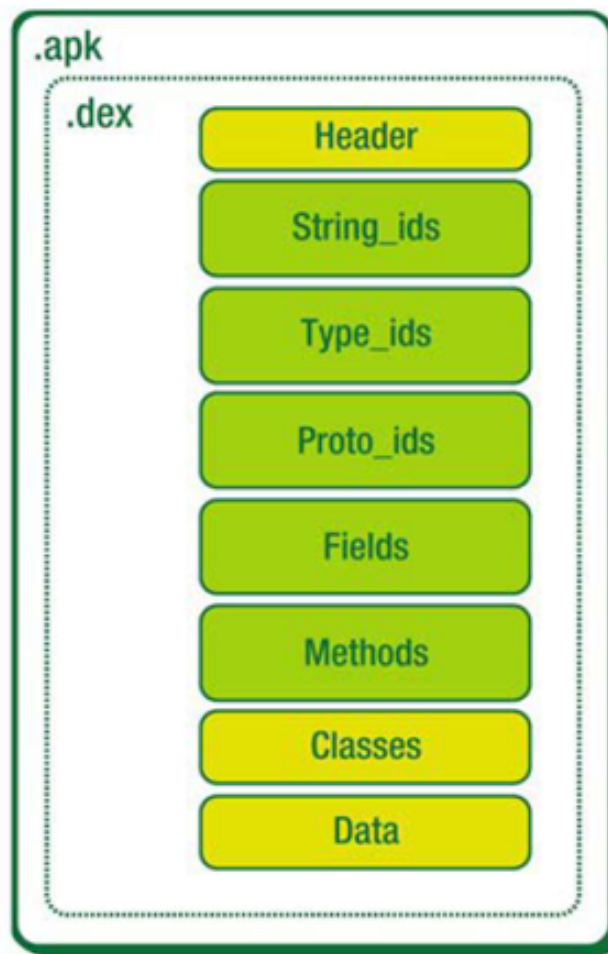 .apk
.dex
Header
String_ids
Type_ids
Proto_ids
Fields
Methods
Classes
Data